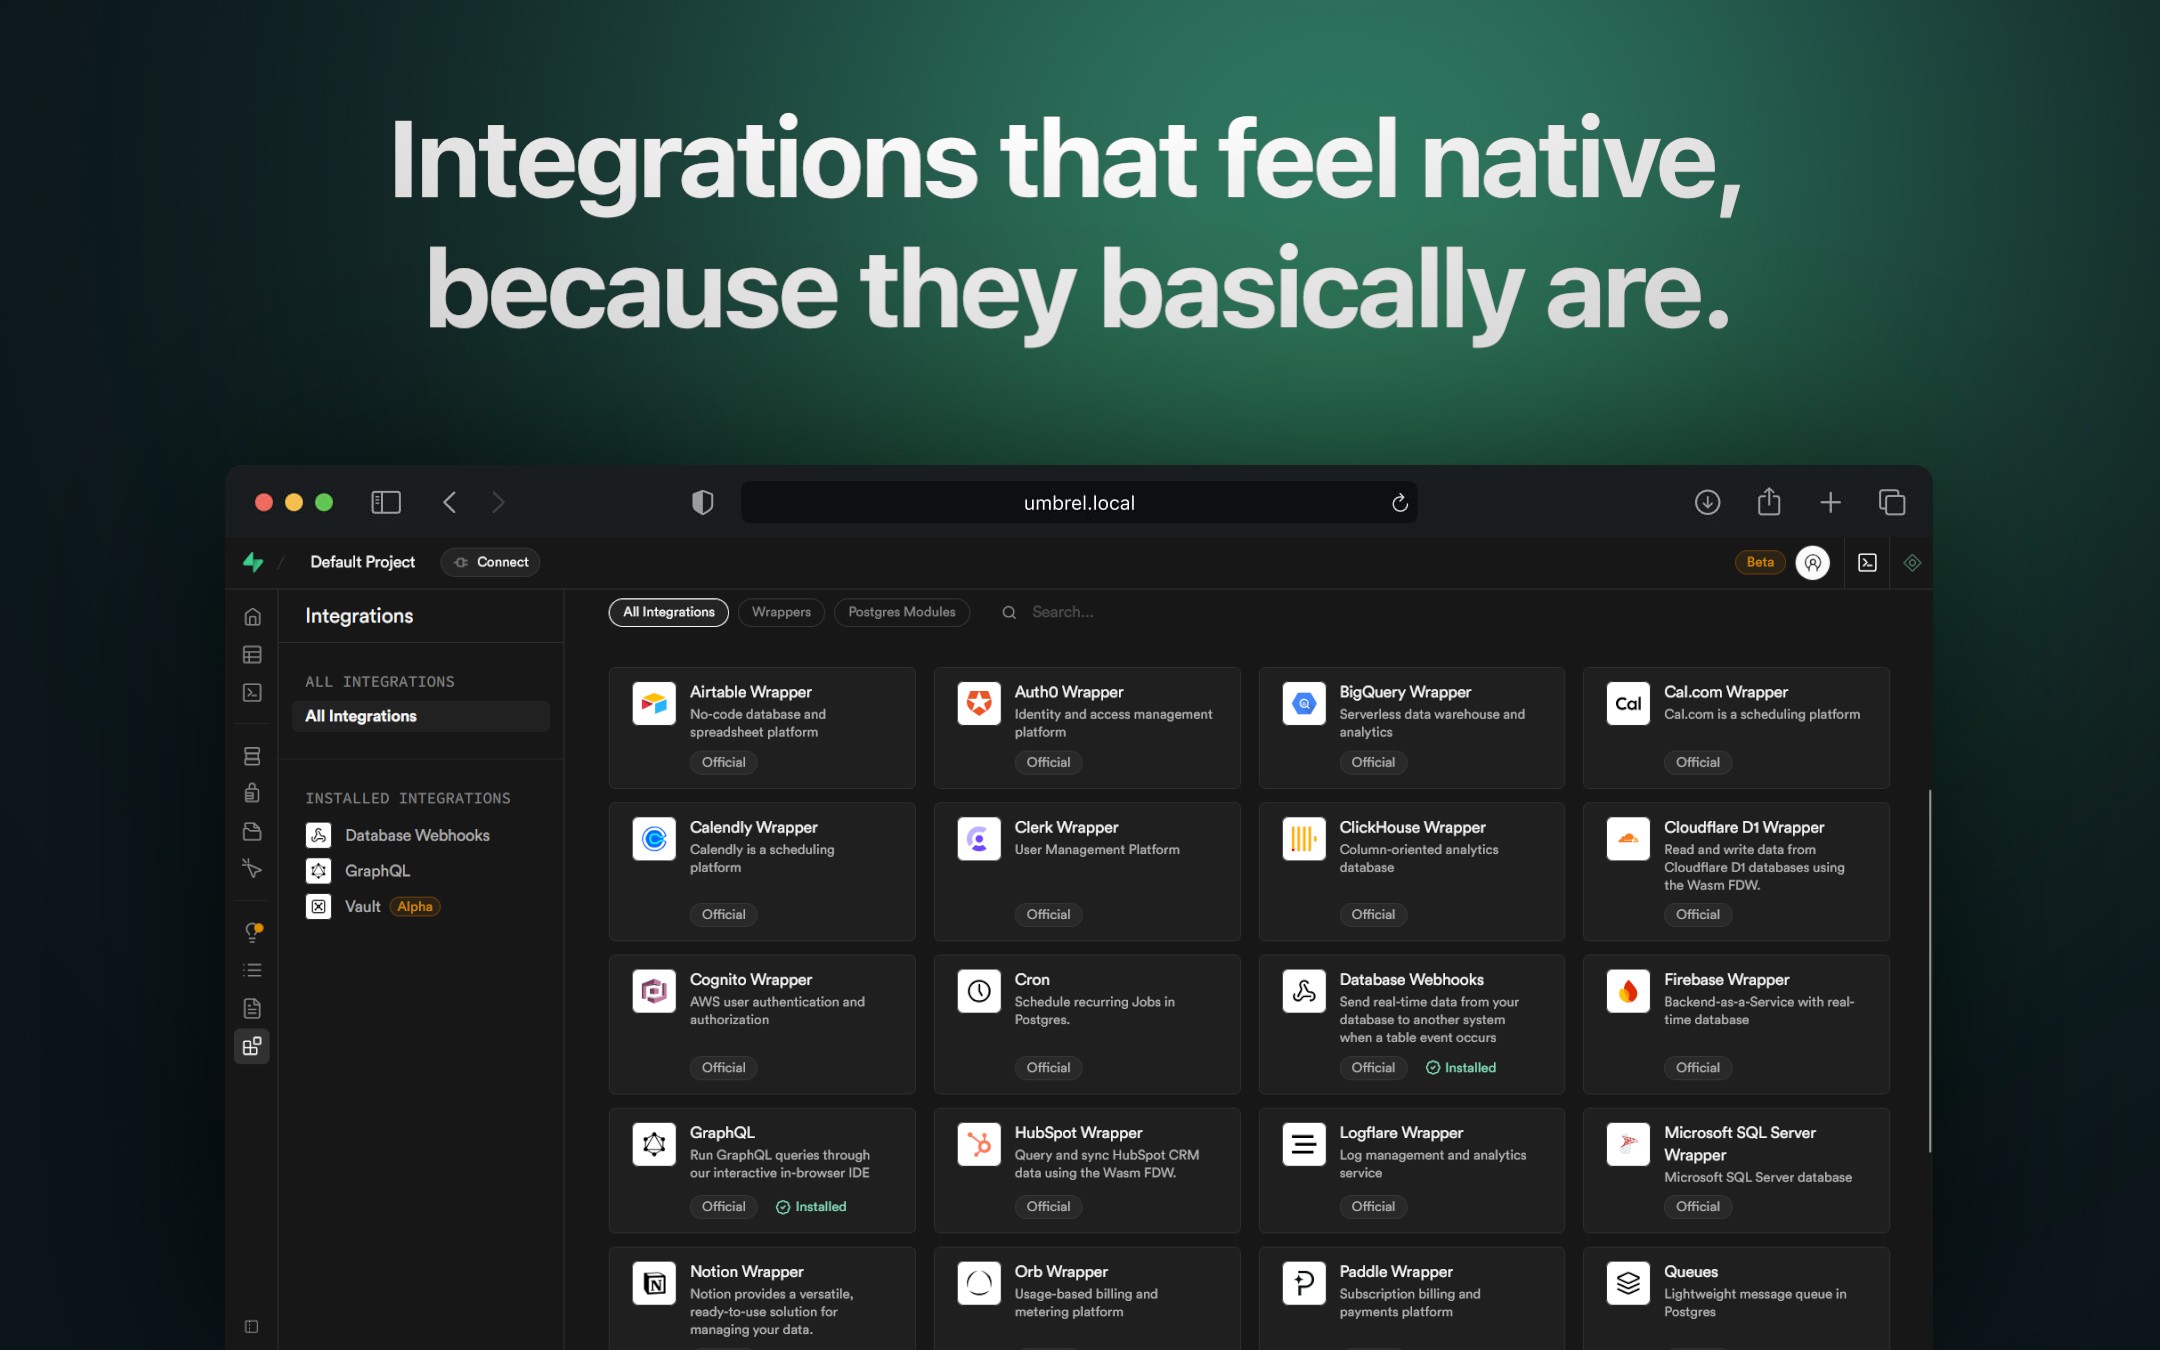 Integrations that feel native,
because they basically are.
umbrel.local
Default Project
Connect
Beta
Integrations
ALL INTEGRATIONS
All Integrations
INSTALLED INTEGRATIONS
Database Webhooks
GraphQL
Vault Alpha
All Integrations Wrappers Postgres Modules Search...
Airtable Wrapper
No-code database and
spreadsheet platform
Official
Auth0 Wrapper
Identity and access management
platform
Official
BigQuery Wrapper
Serverless data warehouse and
analytics
Official
Cal
Cal.com Wrapper
Cal.com is a scheduling platform
Official
Calendly Wrapper
Calendly is a scheduling
platform
Official
Clerk Wrapper
User Management Platform
Official
ClickHouse Wrapper
Column-oriented analytics
database
Official
Cloudflare D1 Wrapper
Read and write data from
Cloudflare D1 databases using
the Wasm FDW.
Official
Cognito Wrapper
AWS user authentication and
authorization
Official
Cron
Schedule recurring Jobs in
Postgres.
Official
Database Webhooks
Send real-time data from your
database to another system
when a table event occurs
Official Installed
Firebase Wrapper
Backend-as-a-Service with real-
time database
Official
GraphQL
Run GraphQL queries through
our interactive in-browser IDE
Official Installed
HubSpot Wrapper
Query and sync HubSpot CRM
data using the Wasm FDW.
Official
Logflare Wrapper
Log management and analytics
service
Official
Microsoft SQL Server
Wrapper
Microsoft SQL Server database
Official
Notion Wrapper
Notion provides a versatile,
ready-to-use solution for
managing your data.
Orb Wrapper
Usage-based billing and
metering platform
Paddle Wrapper
Subscription billing and
payments platform
Queues
Lightweight message queue in
Postgres